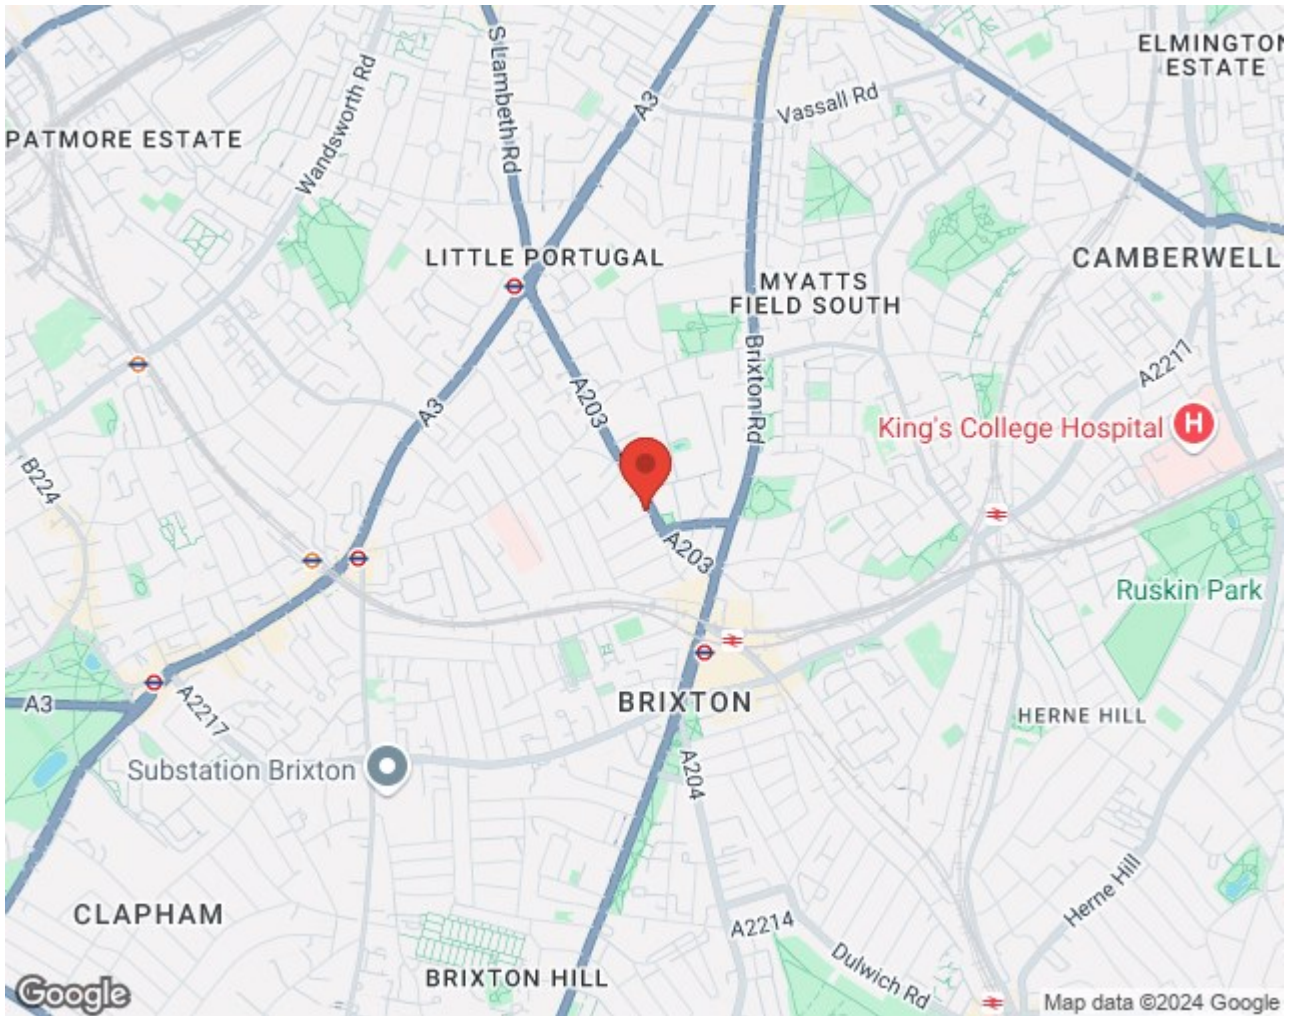 ELMINGTON
ESTATE
S Lambeth Rd
A3
Vassall Rd
PATMORE ESTATE
Wandsworth Rd
LITTLE PORTUGAL
CAMBERWELL
MYATTS
FIELD SOUTH
Brixton Rd
A2217
A203
A3
King's College Hospital
H
B224
A203
Ruskin Park
BRIXTON
A3
A2217
HERNE HILL
Substation Brixton
A204
Herne Hill
CLAPHAM
A2214
Dulwich Rd
BRIXTON HILL
Google
Map data ©2024 Google